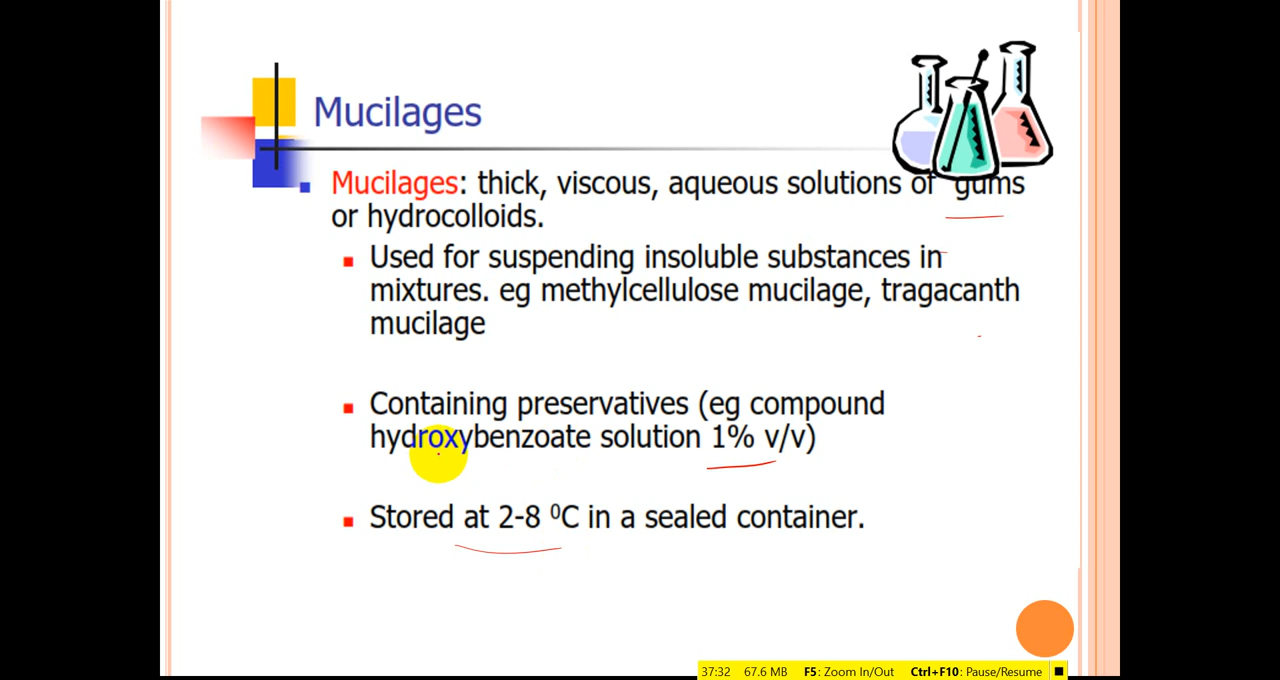 Mucilages
Mucilages: thick, viscous, aqueous solutions of gums
or hydrocolloids.
Used for suspending insoluble substances in
mixtures. eg methylcellulose mucilage, tragacanth
mucilage
Containing preservatives (eg compound
hydroxybenzoate solution 1% v/v)
Stored at 2-8 ⁰C in a sealed container.
37:32 67.6 MB F5: Zoom In/Out Ctrl+F10: Pause/Resume